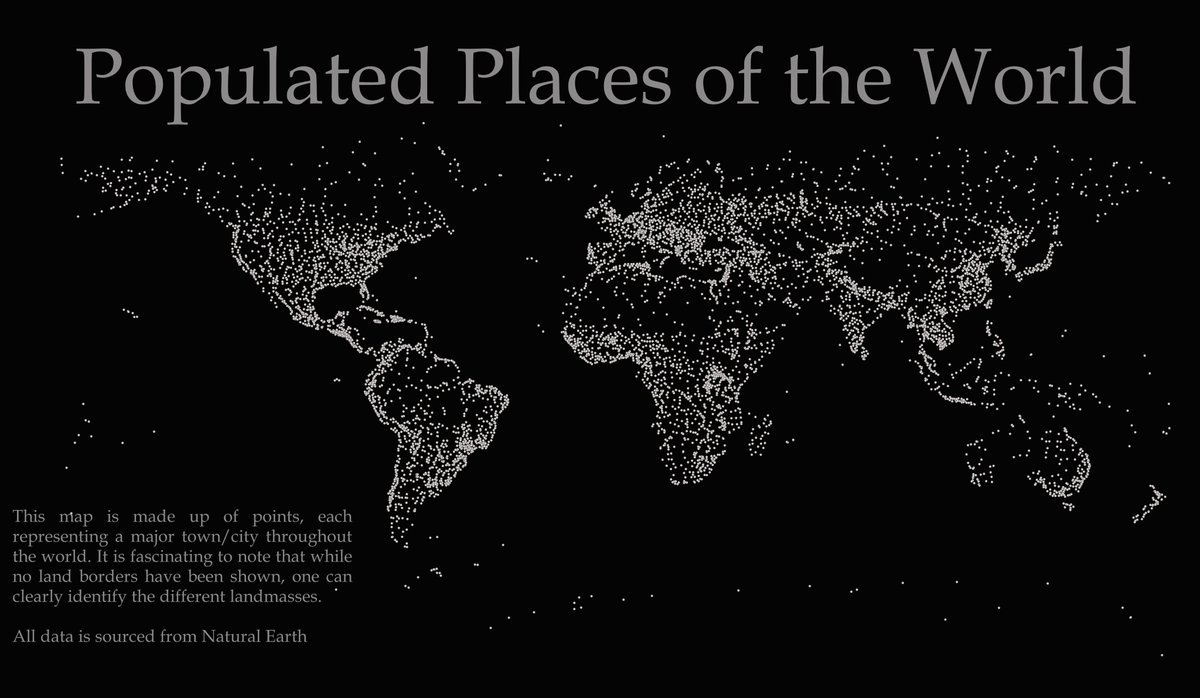 Populated Places of the World
This map is made up of points, each
representing a major town/city throughout
the world. It is fascinating to note that while
no land borders have been shown, one can
clearly identify the different landmasses.
All data is sourced from Natural Earth